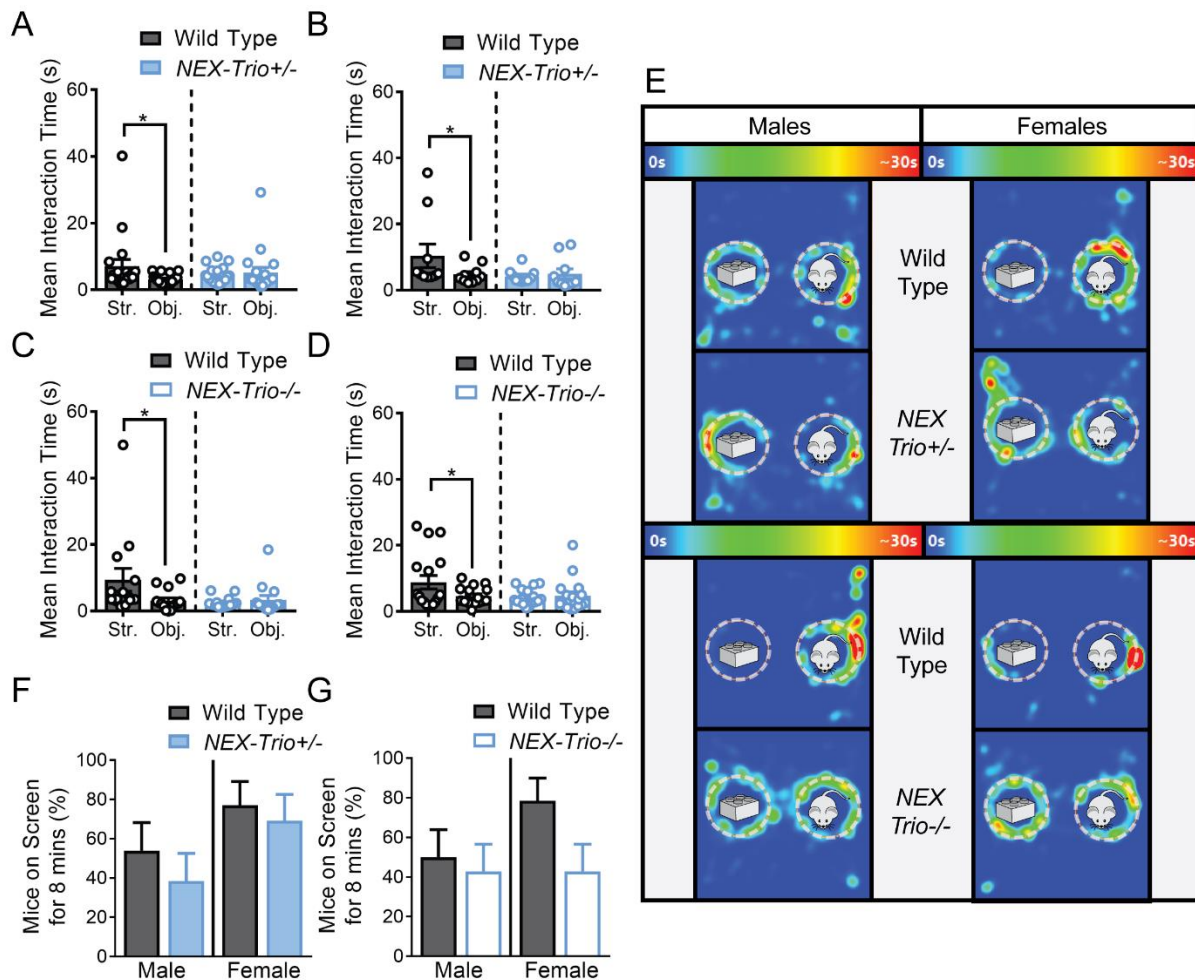 A
Wild Type
NEX-Trio+/-
Mean Interaction Time (s)
60
40
20
0
*
Str. Obj. Str. Obj.
B
Wild Type
NEX-Trio+/-
Mean Interaction Time (s)
60
40
20
0
*
Str. Obj. Str. Obj.
C
Wild Type
NEX-Trio-/-
Mean Interaction Time (s)
60
40
20
0
*
Str. Obj. Str. Obj.
D
Wild Type
NEX-Trio-/-
Mean Interaction Time (s)
60
40
20
0
*
Str. Obj. Str. Obj.
E
Males Females
0s ~30s 0s ~30s
Wild
Type
NEX
Trio+/-
0s ~30s 0s ~30s
Wild
Type
NEX
Trio-/-
F
Wild Type
NEX-Trio+/-
Mice on Screen
for 8 mins (%)
100
80
60
40
20
0
Male Female
G
Wild Type
NEX-Trio-/-
Mice on Screen
for 8 mins (%)
100
80
60
40
20
0
Male Female